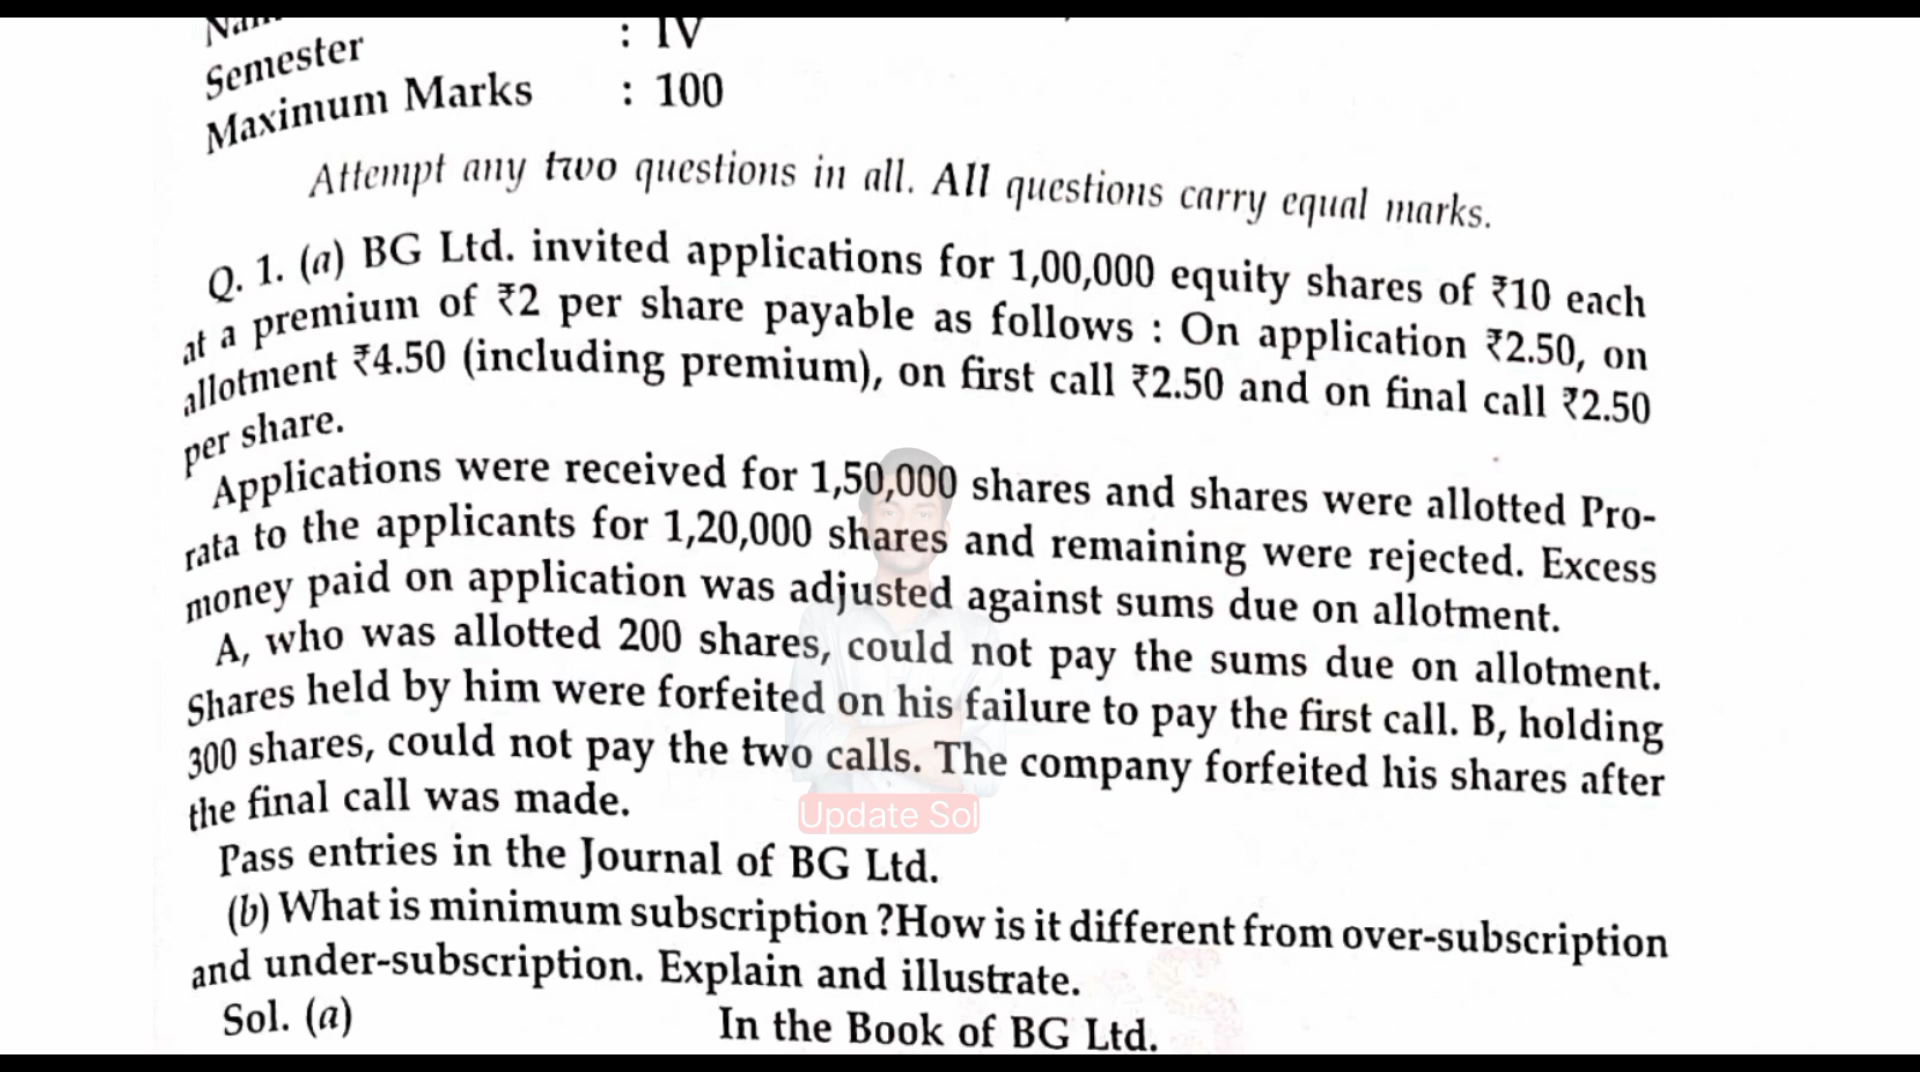 Semester : IV
Maximum Marks : 100
Attempt any two questions in all. All questions carry equal marks.
Q. 1. (a) BG Ltd. invited applications for 1,00,000 equity shares of ₹10 each
at a premium of ₹2 per share payable as follows : On application ₹2.50, on
allotment ₹4.50 (including premium), on first call ₹2.50 and on final call ₹2.50
per share.
Applications were received for 1,50,000 shares and shares were allotted Pro-
rata to the applicants for 1,20,000 shares and remaining were rejected. Excess
money paid on application was adjusted against sums due on allotment.
A, who was allotted 200 shares, could not pay the sums due on allotment.
Shares held by him were forfeited on his failure to pay the first call. B, holding
300 shares, could not pay the two calls. The company forfeited his shares after
the final call was made.
Update Sol
Pass entries in the Journal of BG Ltd.
(b) What is minimum subscription ?How is it different from over-subscription
and under-subscription. Explain and illustrate.
Sol. (a) In the Book of BG Ltd.